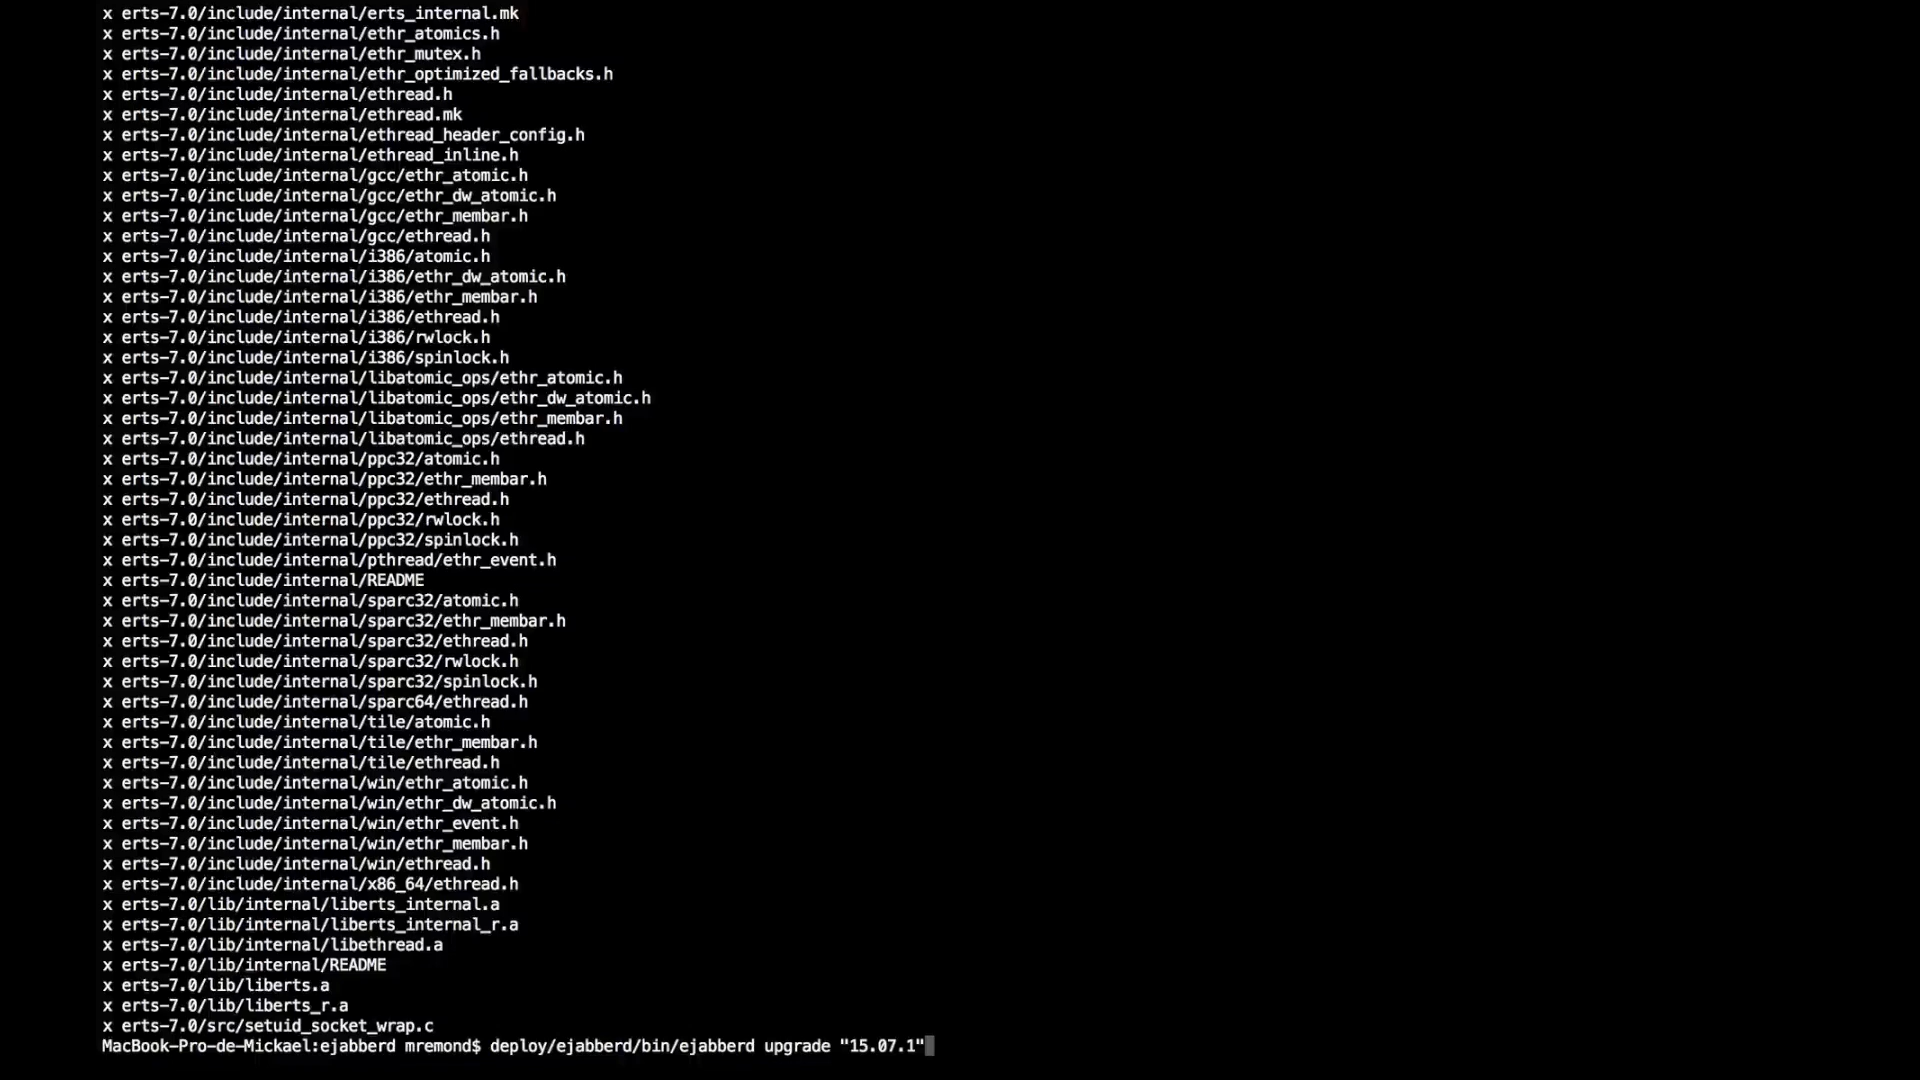 x erts-7.0/include/internal/erts_internal.mk
x erts-7.0/include/internal/ethr_atomics.h
x erts-7.0/include/internal/ethr_mutex.h
x erts-7.0/include/internal/ethr_optimized_fallbacks.h
x erts-7.0/include/internal/ethread.h
x erts-7.0/include/internal/ethread.mk
x erts-7.0/include/internal/ethread_header_config.h
x erts-7.0/include/internal/ethread_inline.h
x erts-7.0/include/internal/gcc/ethr_atomic.h
x erts-7.0/include/internal/gcc/ethr_dw_atomic.h
x erts-7.0/include/internal/gcc/ethr_membar.h
x erts-7.0/include/internal/gcc/ethread.h
x erts-7.0/include/internal/i386/atomic.h
x erts-7.0/include/internal/i386/ethr_dw_atomic.h
x erts-7.0/include/internal/i386/ethr_membar.h
x erts-7.0/include/internal/i386/ethread.h
x erts-7.0/include/internal/i386/rwlock.h
x erts-7.0/include/internal/i386/spinlock.h
x erts-7.0/include/internal/libatomic_ops/ethr_atomic.h
x erts-7.0/include/internal/libatomic_ops/ethr_dw_atomic.h
x erts-7.0/include/internal/libatomic_ops/ethr_membar.h
x erts-7.0/include/internal/libatomic_ops/ethread.h
x erts-7.0/include/internal/ppc32/atomic.h
x erts-7.0/include/internal/ppc32/ethr_membar.h
x erts-7.0/include/internal/ppc32/ethread.h
x erts-7.0/include/internal/ppc32/rwlock.h
x erts-7.0/include/internal/ppc32/spinlock.h
x erts-7.0/include/internal/pthread/ethr_event.h
x erts-7.0/include/internal/README
x erts-7.0/include/internal/sparc32/atomic.h
x erts-7.0/include/internal/sparc32/ethr_membar.h
x erts-7.0/include/internal/sparc32/ethread.h
x erts-7.0/include/internal/sparc32/rwlock.h
x erts-7.0/include/internal/sparc32/spinlock.h
x erts-7.0/include/internal/sparc64/ethread.h
x erts-7.0/include/internal/tile/atomic.h
x erts-7.0/include/internal/tile/ethr_membar.h
x erts-7.0/include/internal/tile/ethread.h
x erts-7.0/include/internal/win/ethr_atomic.h
x erts-7.0/include/internal/win/ethr_dw_atomic.h
x erts-7.0/include/internal/win/ethr_event.h
x erts-7.0/include/internal/win/ethr_membar.h
x erts-7.0/include/internal/win/ethread.h
x erts-7.0/include/internal/x86_64/ethread.h
x erts-7.0/lib/internal/liberts_internal.a
x erts-7.0/lib/internal/liberts_internal_r.a
x erts-7.0/lib/internal/libethread.a
x erts-7.0/lib/internal/README
x erts-7.0/lib/liberts.a
x erts-7.0/lib/liberts_r.a
x erts-7.0/src/setuid_socket_wrap.c
MacBook-Pro-de-Mickael:ejabberd mremond$ deploy/ejabberd/bin/ejabberd upgrade "15.07.1"